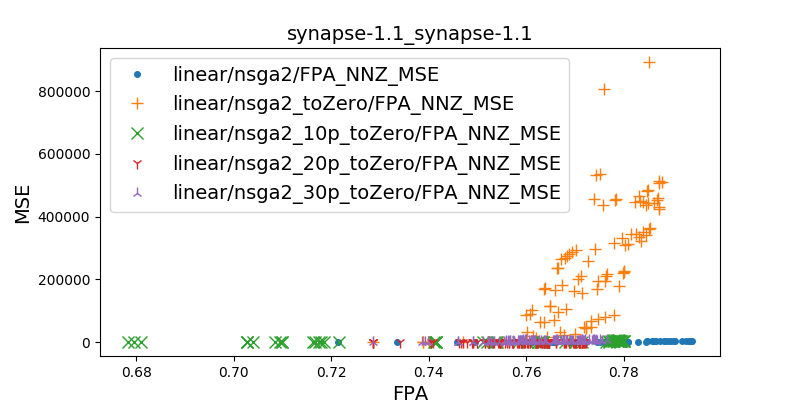 synapse-1.1_synapse-1.1
linear/nsga2/FPA_NNZ_MSE
linear/nsga2_toZero/FPA_NNZ_MSE
linear/nsga2_10p_toZero/FPA_NNZ_MSE
linear/nsga2_20p_toZero/FPA_NNZ_MSE
linear/nsga2_30p_toZero/FPA_NNZ_MSE
MSE
800000
600000
400000
200000
0
0.68 0.70 0.72 0.74 0.76 0.78
FPA